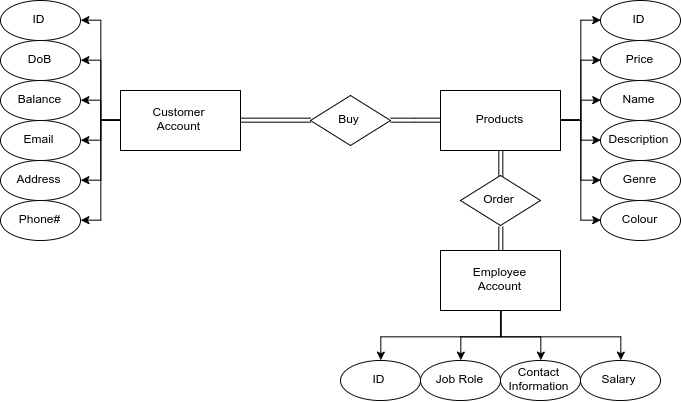 ID
DoB
Balance
Email
Address
Phone#
Customer
Account
Buy
Products
ID
Price
Name
Description
Genre
Colour
Order
Employee
Account
ID
Job Role
Contact
Information
Salary